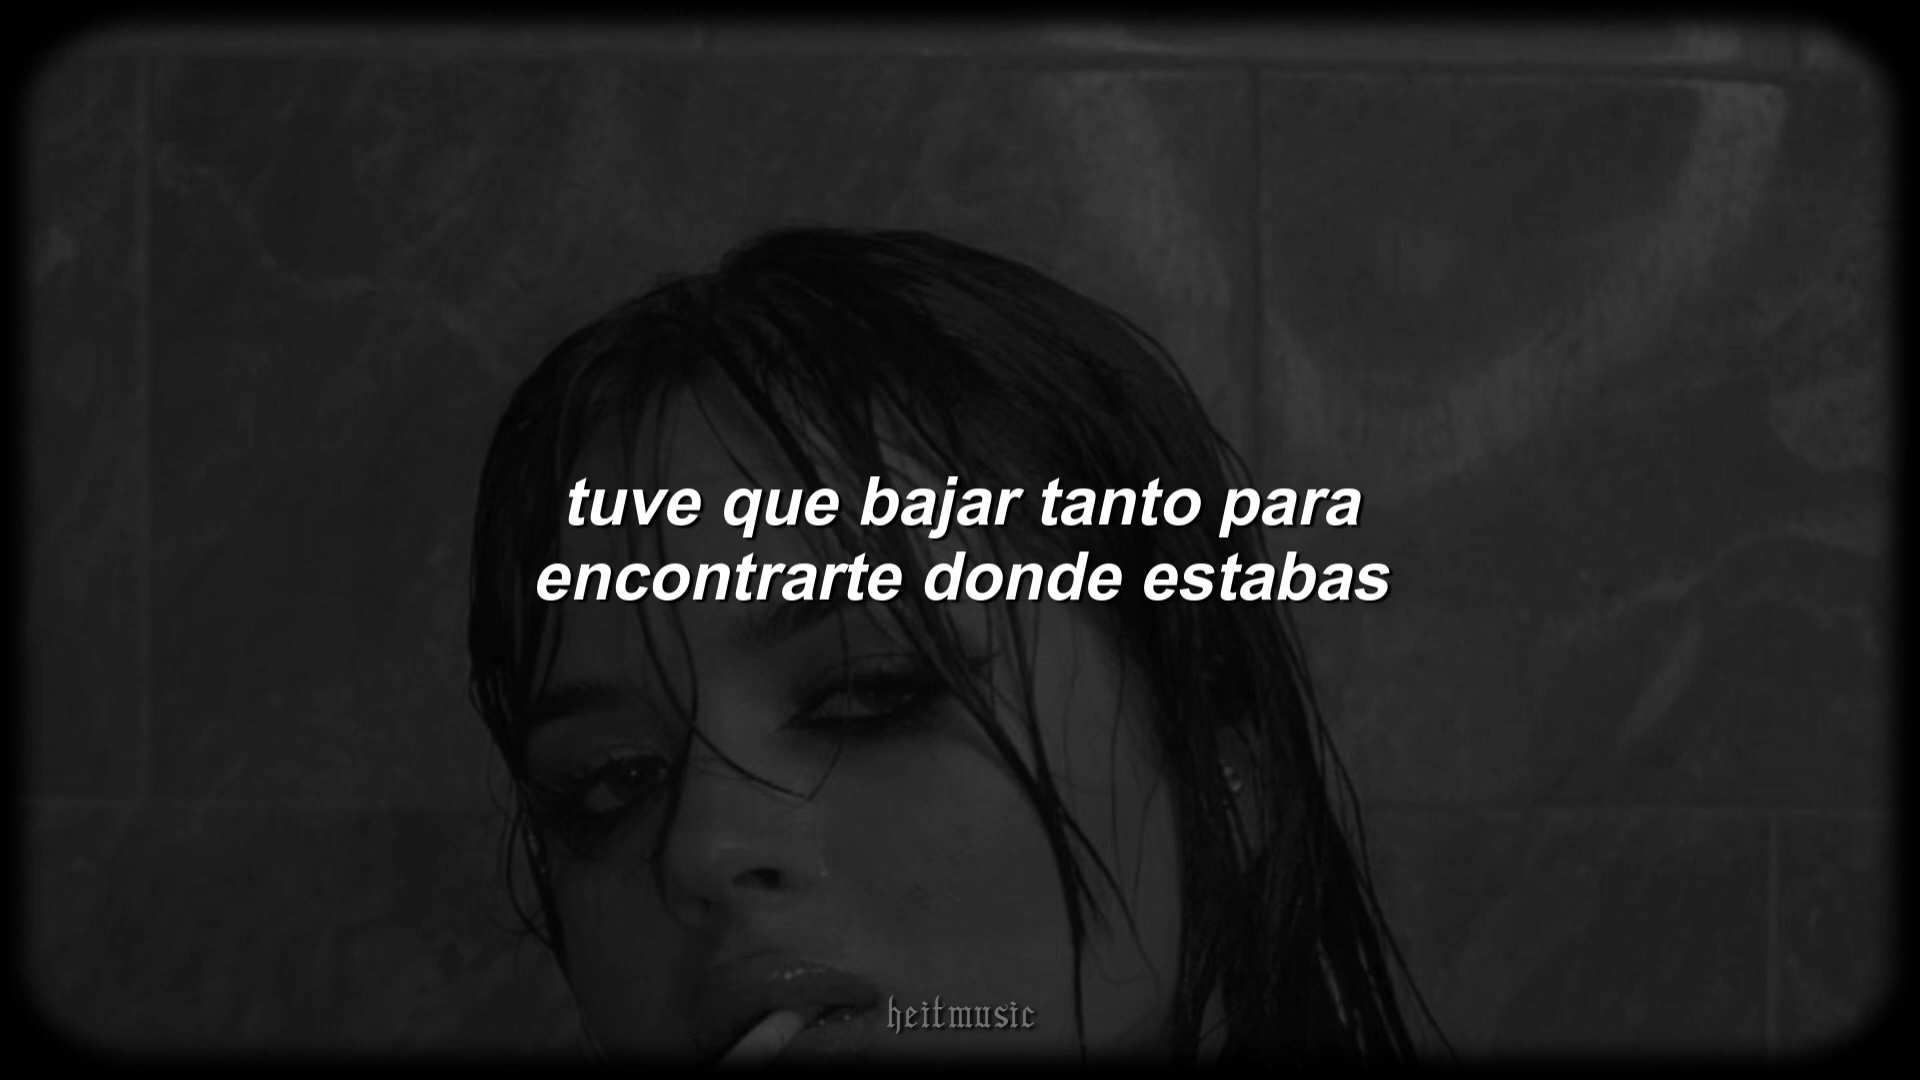 tuve que bajar tanto para
encontrarte donde estabas
heitmusic